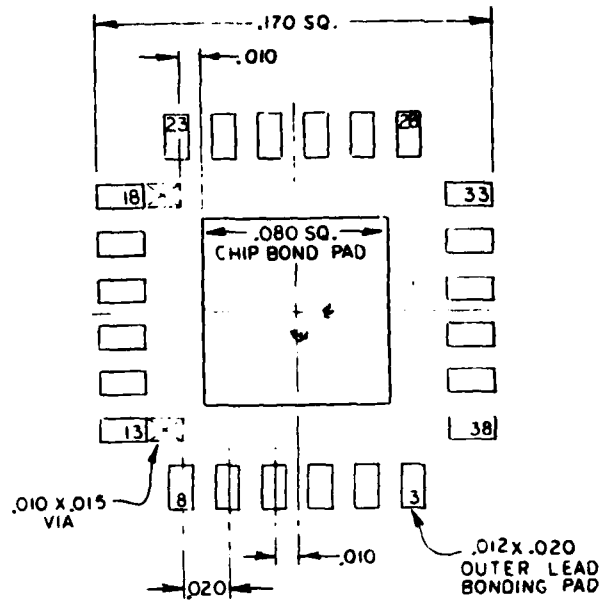 .170 SQ.
.010
23
28
18
33
.080 SQ.
CHIP BOND PAD
13
38
8
3
.010 X .015
VIA
.010
.020
.012 X .020
OUTER LEAD
BONDING PAD